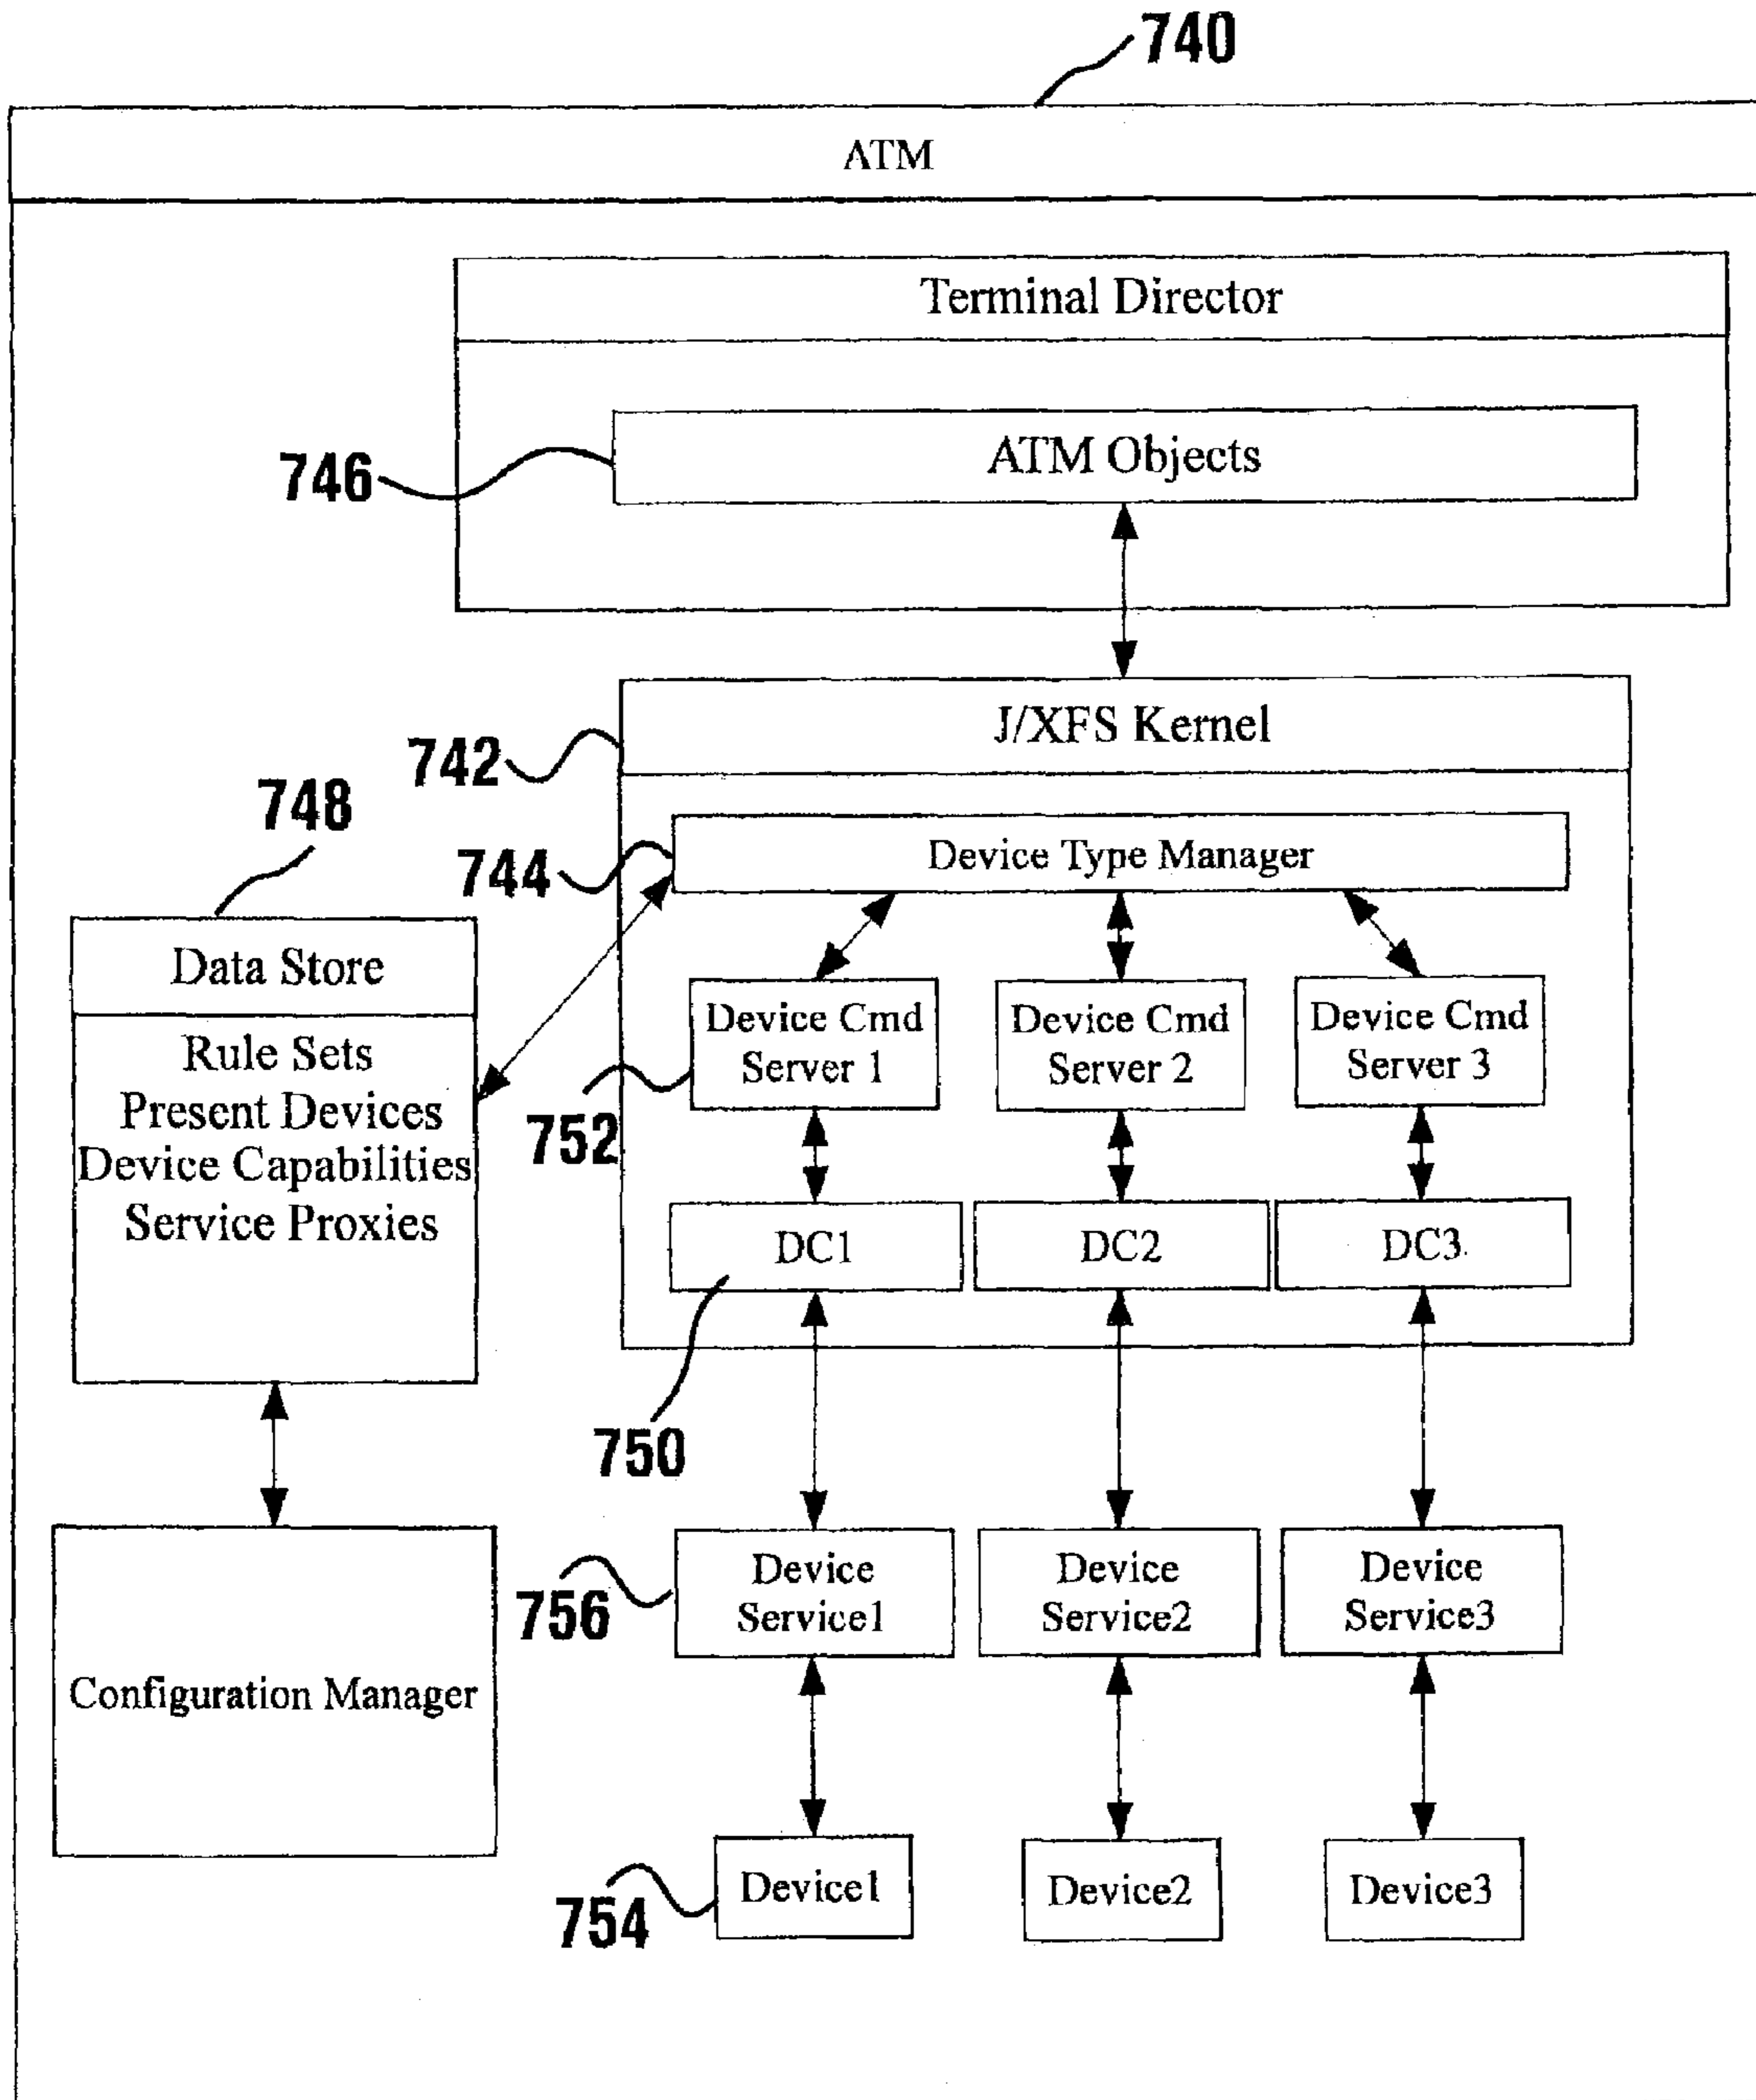 740
ATM
Terminal Director
ATM Objects
746
J/XFS Kernel
742
748
Device Type Manager
744
Data Store
Rule Sets
Present Devices
Device Capabilities
Service Proxies
Device Cmd
Server 1
Device Cmd
Server 2
Device Cmd
Server 3
752
DC1
DC2
DC3
750
Configuration Manager
Device
Service1
Device
Service2
Device
Service3
756
Device1
Device2
Device3
754